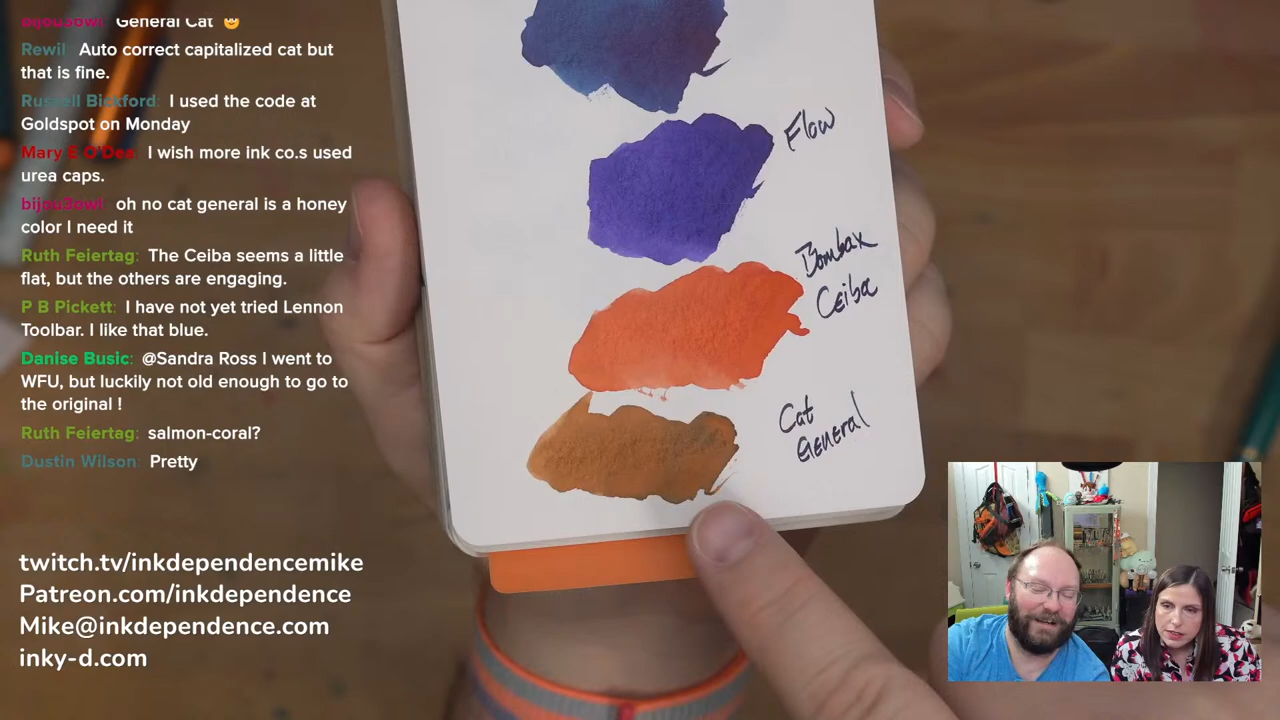 bijou3owl: General Cat
Rewil: Auto correct capitalized cat but
that is fine.
Russell Bickford: I used the code at
Goldspot on Monday
Mary E O'Dea: I wish more ink co.s used
urea caps.
bijou3owl: oh no cat general is a honey
color I need it
Ruth Feiertag: The Ceiba seems a little
flat, but the others are engaging.
P B Pickett: I have not yet tried Lennon
Toolbar. I like that blue.
Danise Busic: @Sandra Ross I went to
WFU, but luckily not old enough to go to
the original !
Ruth Feiertag: salmon-coral?
Dustin Wilson: Pretty
twitch.tv/inkdependencemike
Patreon.com/inkdependence
Mike@inkdependence.com
inky-d.com
Flow
Bombax
Ceiba
Cat
General